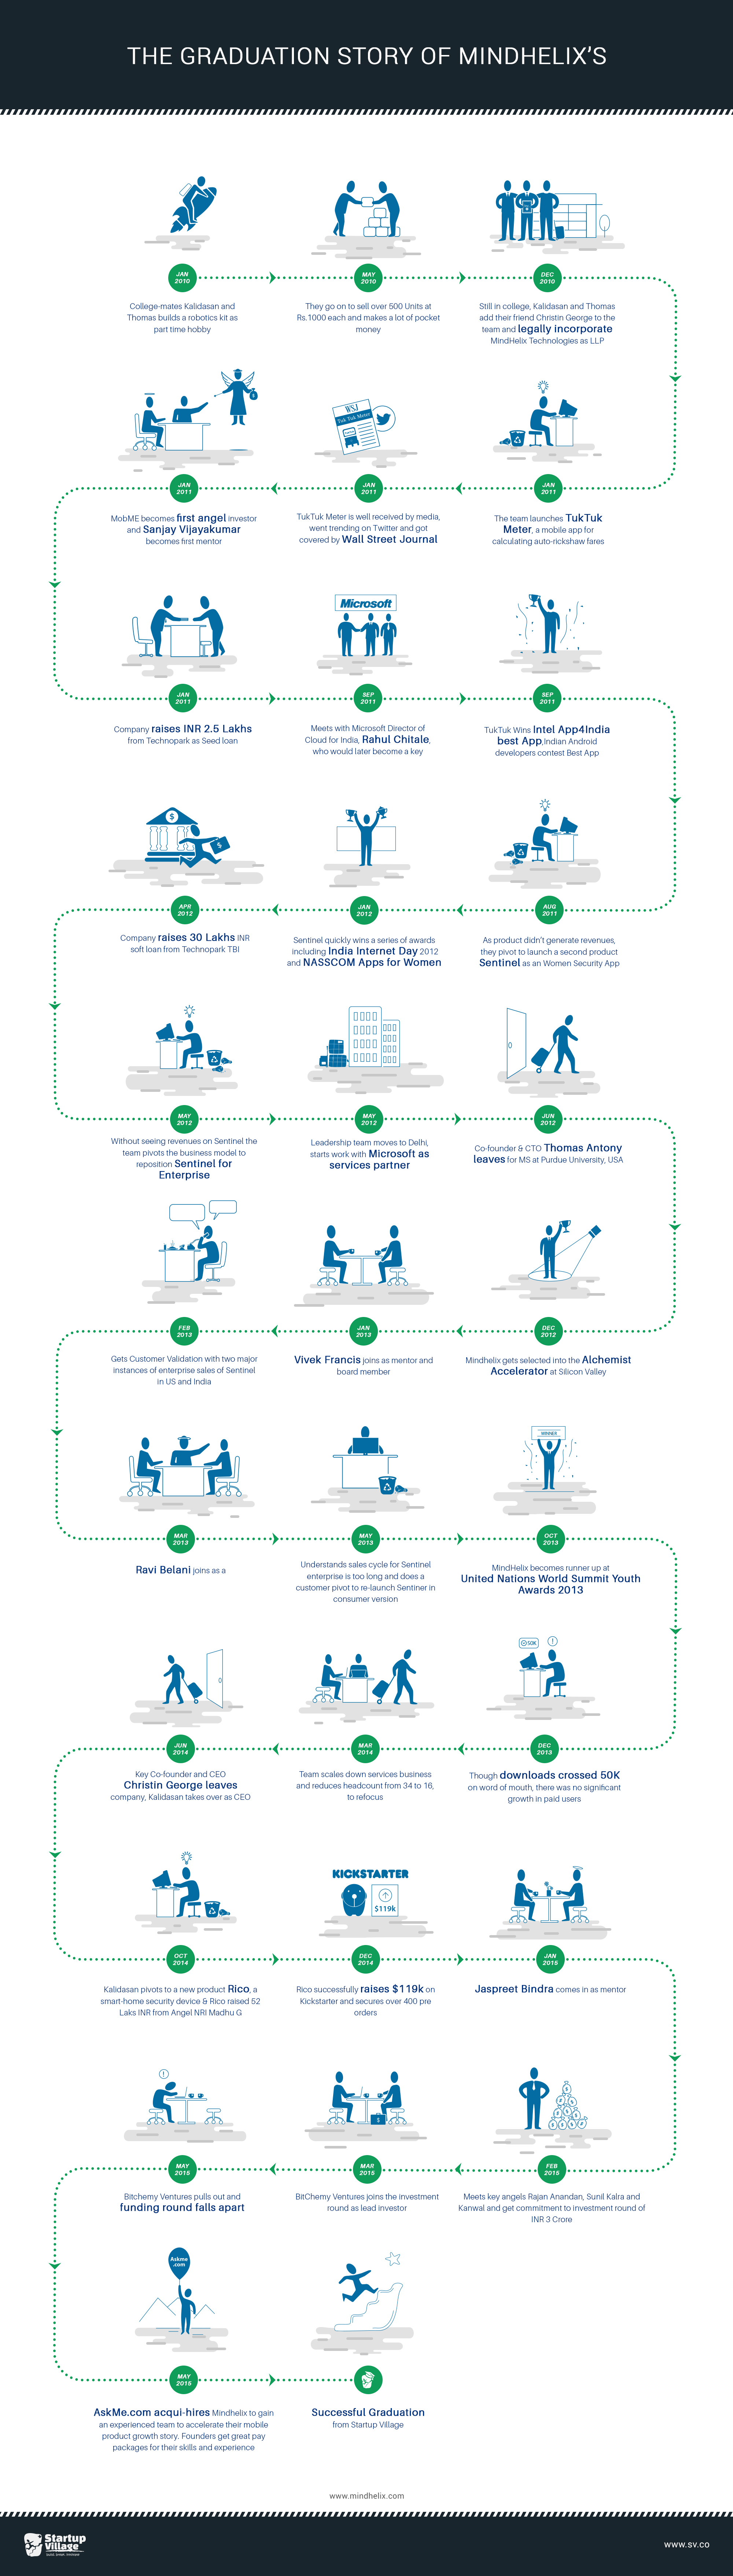 THE GRADUATION STORY OF MINDHELIX'S
JAN
2010
College-mates Kalidasan and
Thomas builds a robotics kit as
part time hobby
MAY
2010
They go on to sell over 500 Units at
Rs.1000 each and makes a lot of pocket
money
DEC
2010
Still in college, Kalidasan and Thomas
add their friend Christin George to the
team and legally incorporate
MindHelix Technologies as LLP
JAN
2011
The team launches TukTuk
Meter, a mobile app for
calculating auto-rickshaw fares
WSJ
Tuk Tuk Meter
JAN
2011
TukTuk Meter is well received by media,
went trending on Twitter and got
covered by Wall Street Journal
JAN
2011
MobME becomes first angel investor
and Sanjay Vijayakumar
becomes first mentor
JAN
2011
Company raises INR 2.5 Lakhs
from Technopark as Seed loan
Microsoft
SEP
2011
Meets with Microsoft Director of
Cloud for India, Rahul Chitale,
who would later become a key
SEP
2011
TukTuk Wins Intel App4India
best App,Indian Android
developers contest Best App
AUG
2011
As product didn't generate revenues,
they pivot to launch a second product
Sentinel as an Women Security App
JAN
2012
Sentinel quickly wins a series of awards
including India Internet Day 2012
and NASSCOM Apps for Women
$
$
APR
2012
Company raises 30 Lakhs INR
soft loan from Technopark TBI
MAY
2012
Without seeing revenues on Sentinel the
team pivots the business model to
reposition Sentinel for
Enterprise
MAY
2012
Leadership team moves to Delhi,
starts work with Microsoft as
services partner
JUN
2012
Co-founder & CTO Thomas Antony
leaves for MS at Purdue University, USA
DEC
2012
Mindhelix gets selected into the Alchemist
Accelerator at Silicon Valley
JAN
2013
Vivek Francis joins as mentor and
board member
FEB
2013
Gets Customer Validation with two major
instances of enterprise sales of Sentinel
in US and India
MAR
2013
Ravi Belani joins as a
MAY
2013
Understands sales cycle for Sentinel
enterprise is too long and does a
customer pivot to re-launch Sentiner in
consumer version
WINNER
OCT
2013
MindHelix becomes runner up at
United Nations World Summit Youth
Awards 2013
50K
!
DEC
2013
Though downloads crossed 50K
on word of mouth, there was no significant
growth in paid users
MAR
2014
Team scales down services business
and reduces headcount from 34 to 16,
to refocus
JUN
2014
Key Co-founder and CEO
Christin George leaves
company, Kalidasan takes over as CEO
OCT
2014
Kalidasan pivots to a new product Rico, a
smart-home security device & Rico raised 52
Laks INR from Angel NRI Madhu G
KICKSTARTER
$119k
DEC
2014
Rico successfully raises $119k on
Kickstarter and secures over 400 pre
orders
JAN
2015
Jaspreet Bindra comes in as mentor
FEB
2015
Meets key angels Rajan Anandan, Sunil Kalra and
Kanwal and get commitment to investment round of
INR 3 Crore
MAR
2015
BitChemy Ventures joins the investment
round as lead investor
!
MAY
2015
Bitchemy Ventures pulls out and
funding round falls apart
Askme
.com
MAY
2015
AskMe.com acqui-hires Mindhelix to gain
an experienced team to accelerate their mobile
product growth story. Founders get great pay
packages for their skills and experience
Successful Graduation
from Startup Village
www.mindhelix.com
Startup
Village
www.sv.co